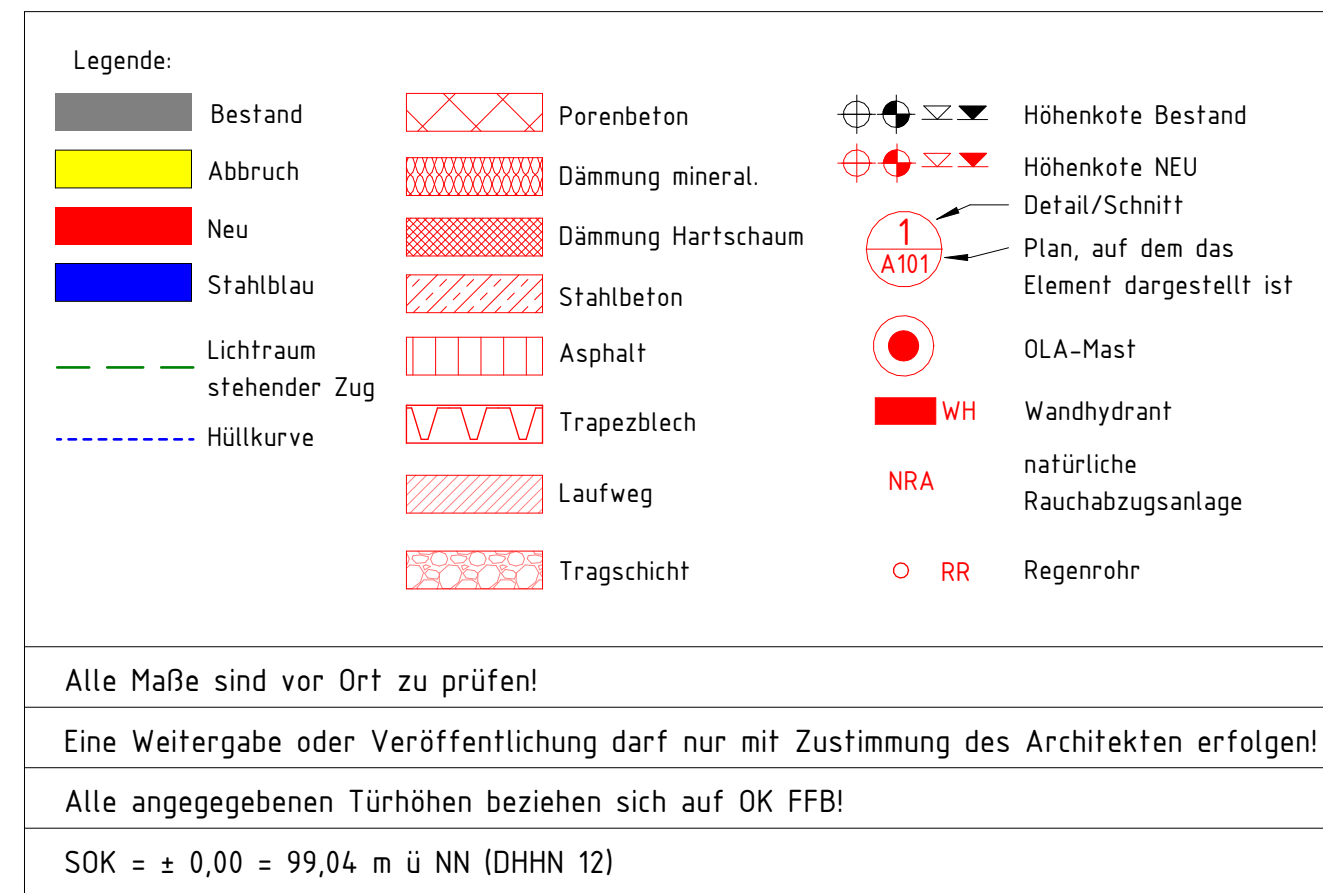 Legende:
Bestand
Abbruch
Neu
Stahlblau
Lichtraum
stehender Zug
Hüllkurve
Porenbeton
Dämmung mineral.
Dämmung Hartschaum
Stahlbeton
Asphalt
Trapezblech
Laufweg
Tragschicht
Höhenkote Bestand
Höhenkote NEU
Detail/Schnitt
1
A101
Plan, auf dem das
Element dargestellt ist
OLA-Mast
WH Wandhydrant
NRA natürliche
Rauchabzugsanlage
RR Regenrohr
Alle Maße sind vor Ort zu prüfen!
Eine Weitergabe oder Veröffentlichung darf nur mit Zustimmung des Architekten erfolgen!
Alle angegegebenen Türhöhen beziehen sich auf OK FFB!
SOK = ± 0,00 = 99,04 m ü NN (DHHN 12)